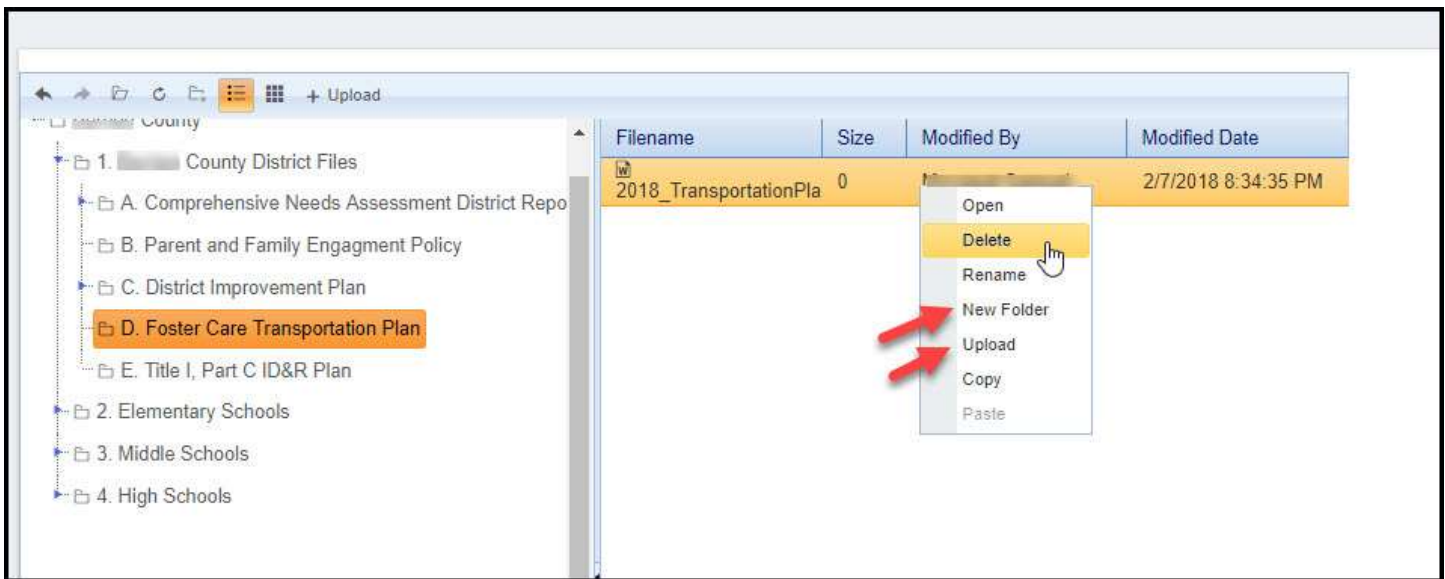 + Upload
County
1. County District Files
A. Comprehensive Needs Assessment District Repo
B. Parent and Family Engagment Policy
C. District Improvement Plan
D. Foster Care Transportation Plan
E. Title I, Part C ID&R Plan
2. Elementary Schools
3. Middle Schools
4. High Schools
Filename Size Modified By Modified Date
2018_TransportationPla 0 2/7/2018 8:34:35 PM
Open
Delete
Rename
New Folder
Upload
Copy
Paste